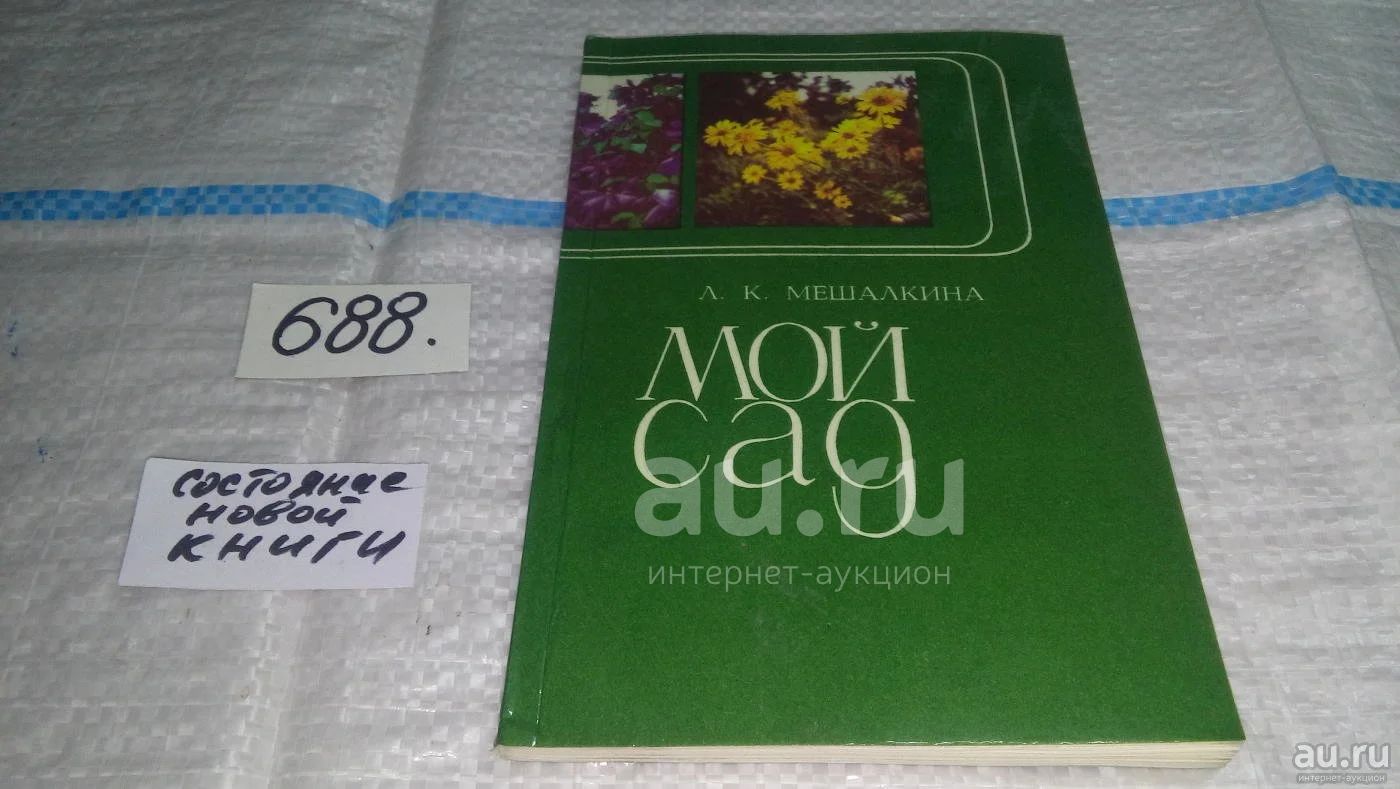 Л. К. МЕШАЛКИНА
МОЙ
сад
688.
состояние
новой
книги
au.ru
интернет-аукцион
au.ru
интернет-аукцион